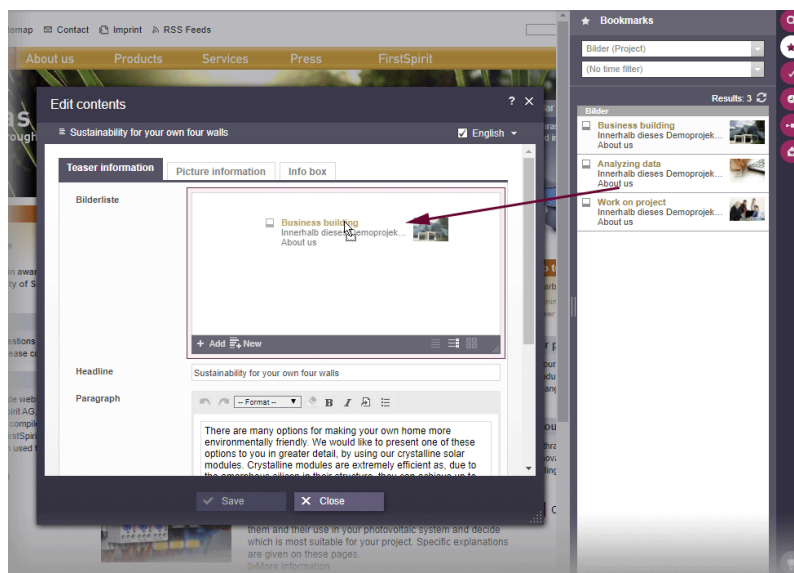 Contact
Imprint
RSS Feeds
About us
Products
Services
Press
FirstSpirit
Edit contents
?
Sustainability for your own four walls
English
Teaser information
Picture information
Info box
Bilderliste
Business building
Innerhalb dieses Demoprojek...
About us
+ Add
New
Headline
Sustainability for your own four walls
Paragraph
-- Format --
B
I
There are many options for making your own home more
environmentally friendly. We would like to present one of these
options to you in greater detail, by using our crystalline solar
modules. Crystalline modules are extremely efficient as, due to
Save
X Close
them and their use in your photovoltaic system and decide
which is most suitable for your project. Specific explanations
are given on these pages.
More Information
Bookmarks
Bilder (Project)
(No time filter)
Results: 3
Bilder
Business building
Innerhalb dieses Demoprojek...
About us
Analyzing data
Innerhalb dieses Demoprojek...
About us
Work on project
Innerhalb dieses Demoprojek...
About us